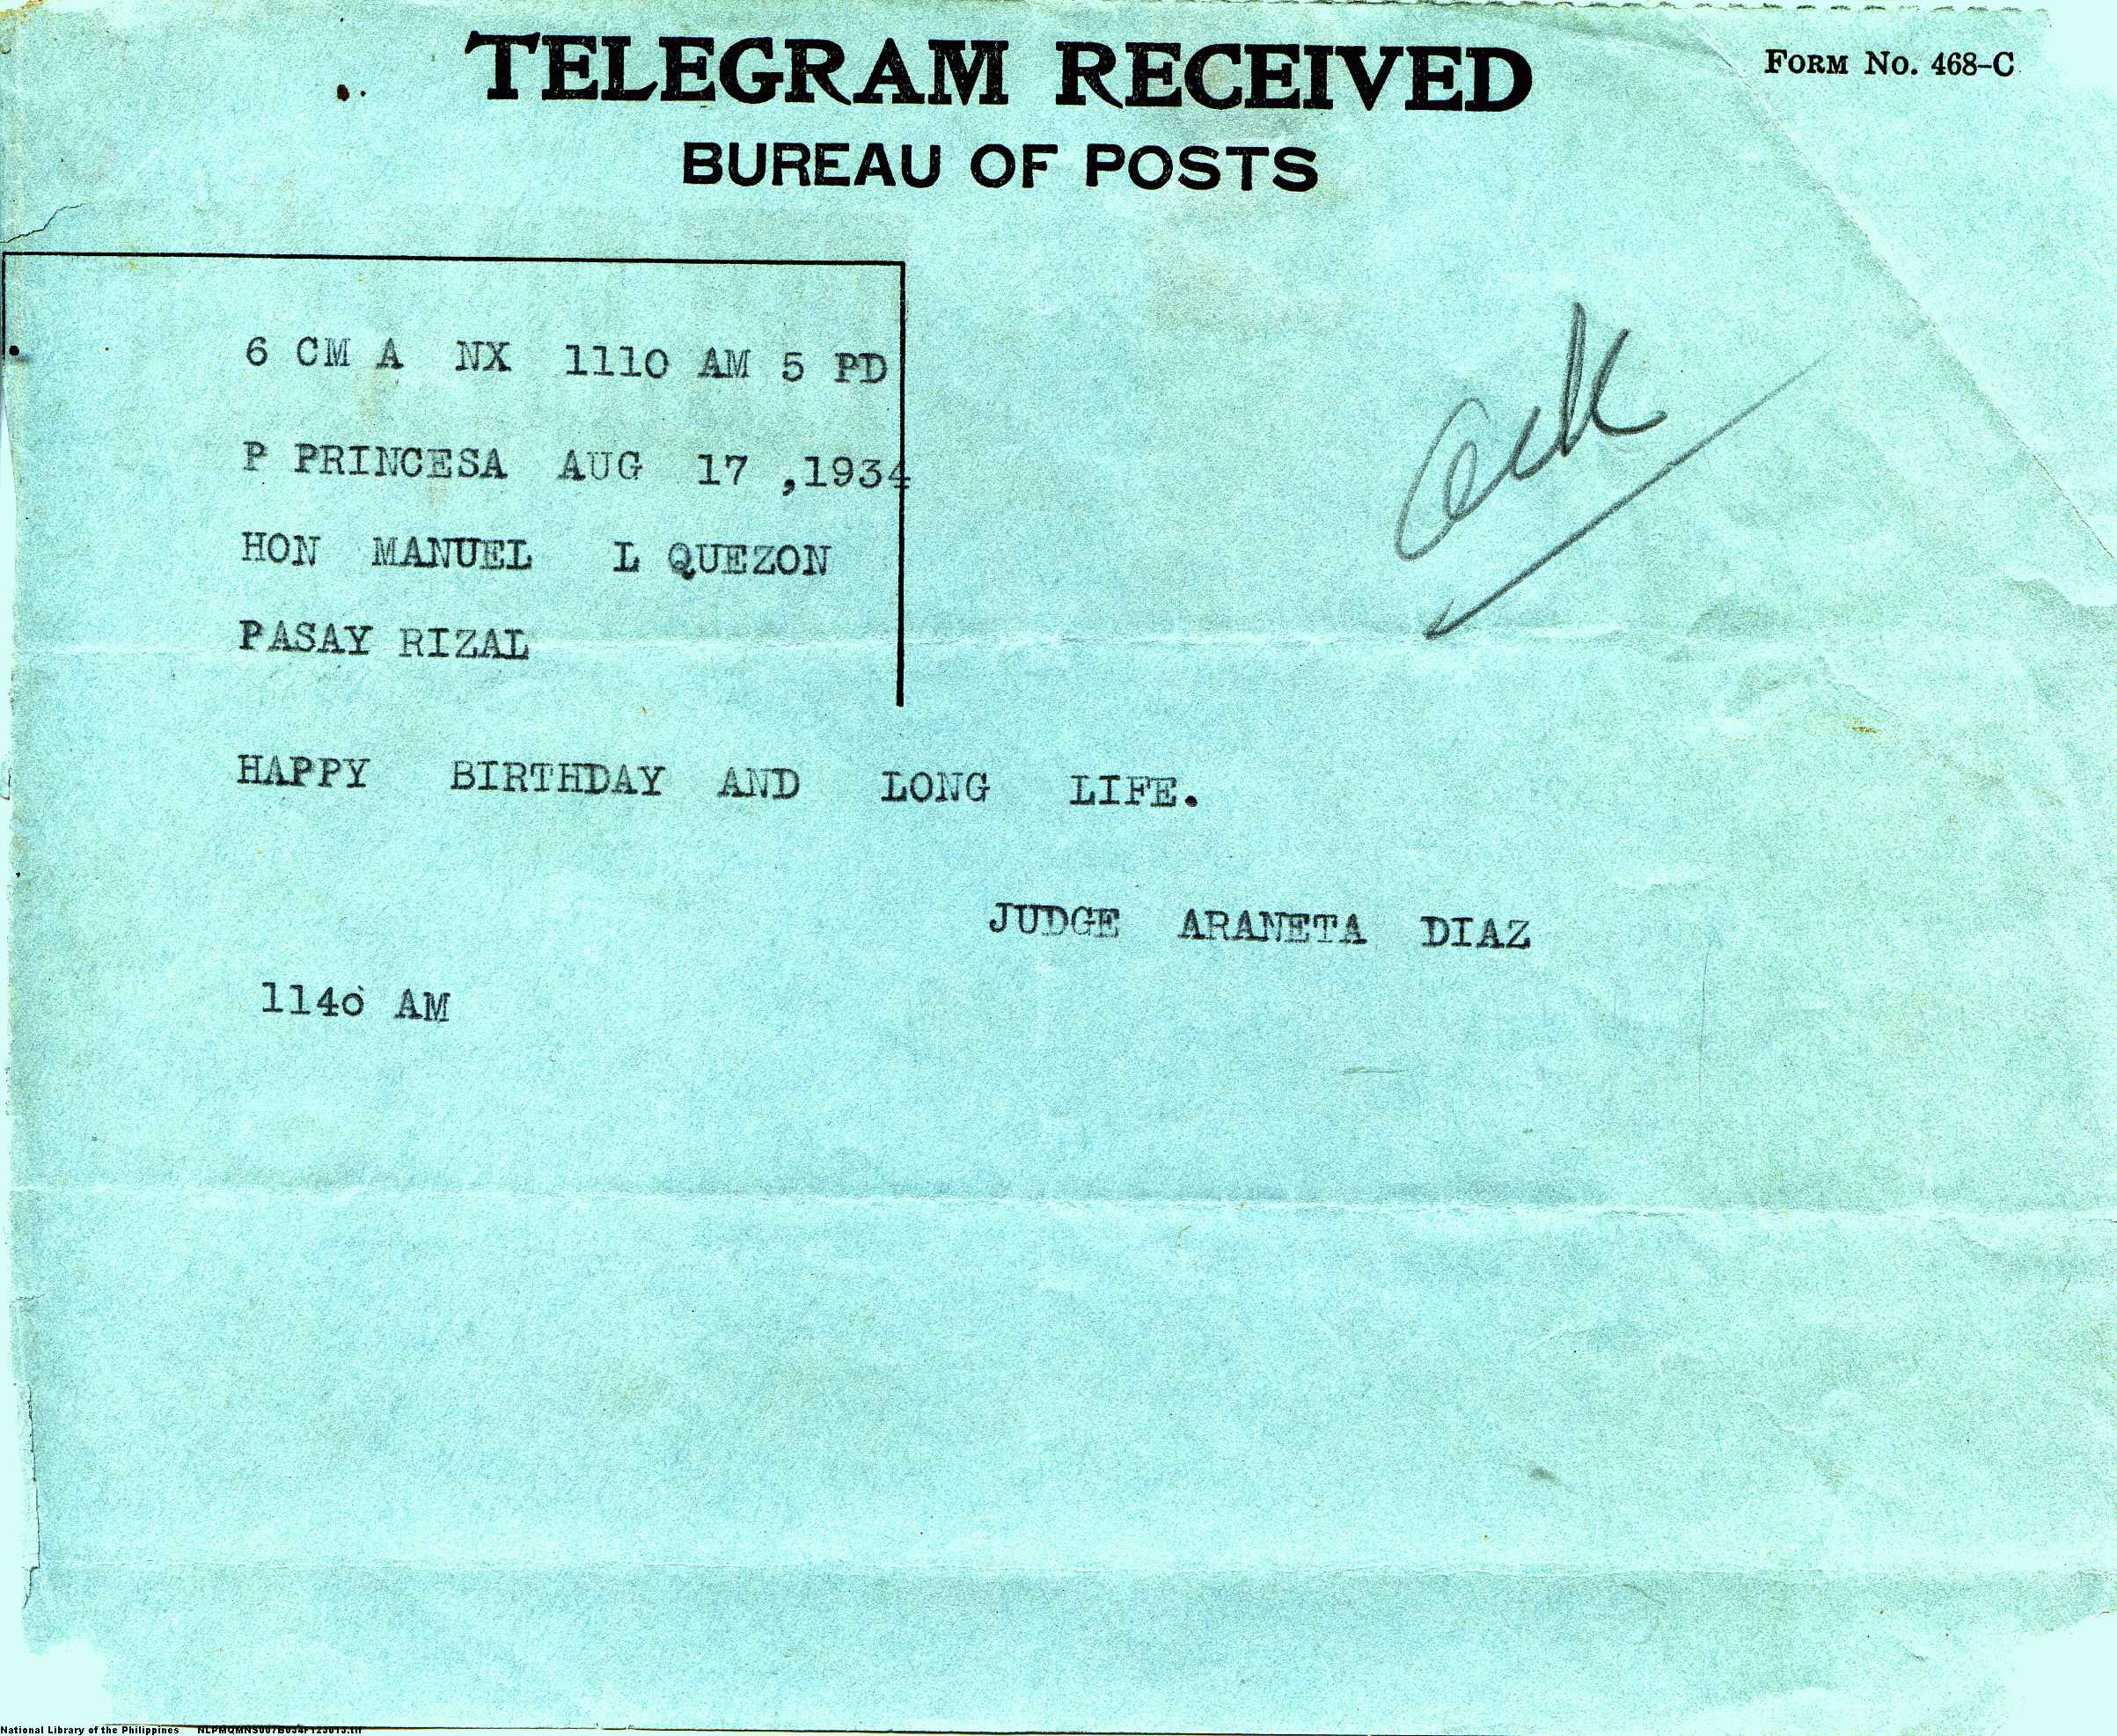 TELEGRAM RECEIVED
FORM NO. 468-C
BUREAU OF POSTS
6 CM A NX 1110 AM 5 PD
P PRINCESA AUG 17 ,1934
HON MANUEL L QUEZON
PASAY RIZAL
ack
HAPPY BIRTHDAY AND LONG LIFE.
JUDGE ARANETA DIAZ
1140 AM
National Library of the Philippines